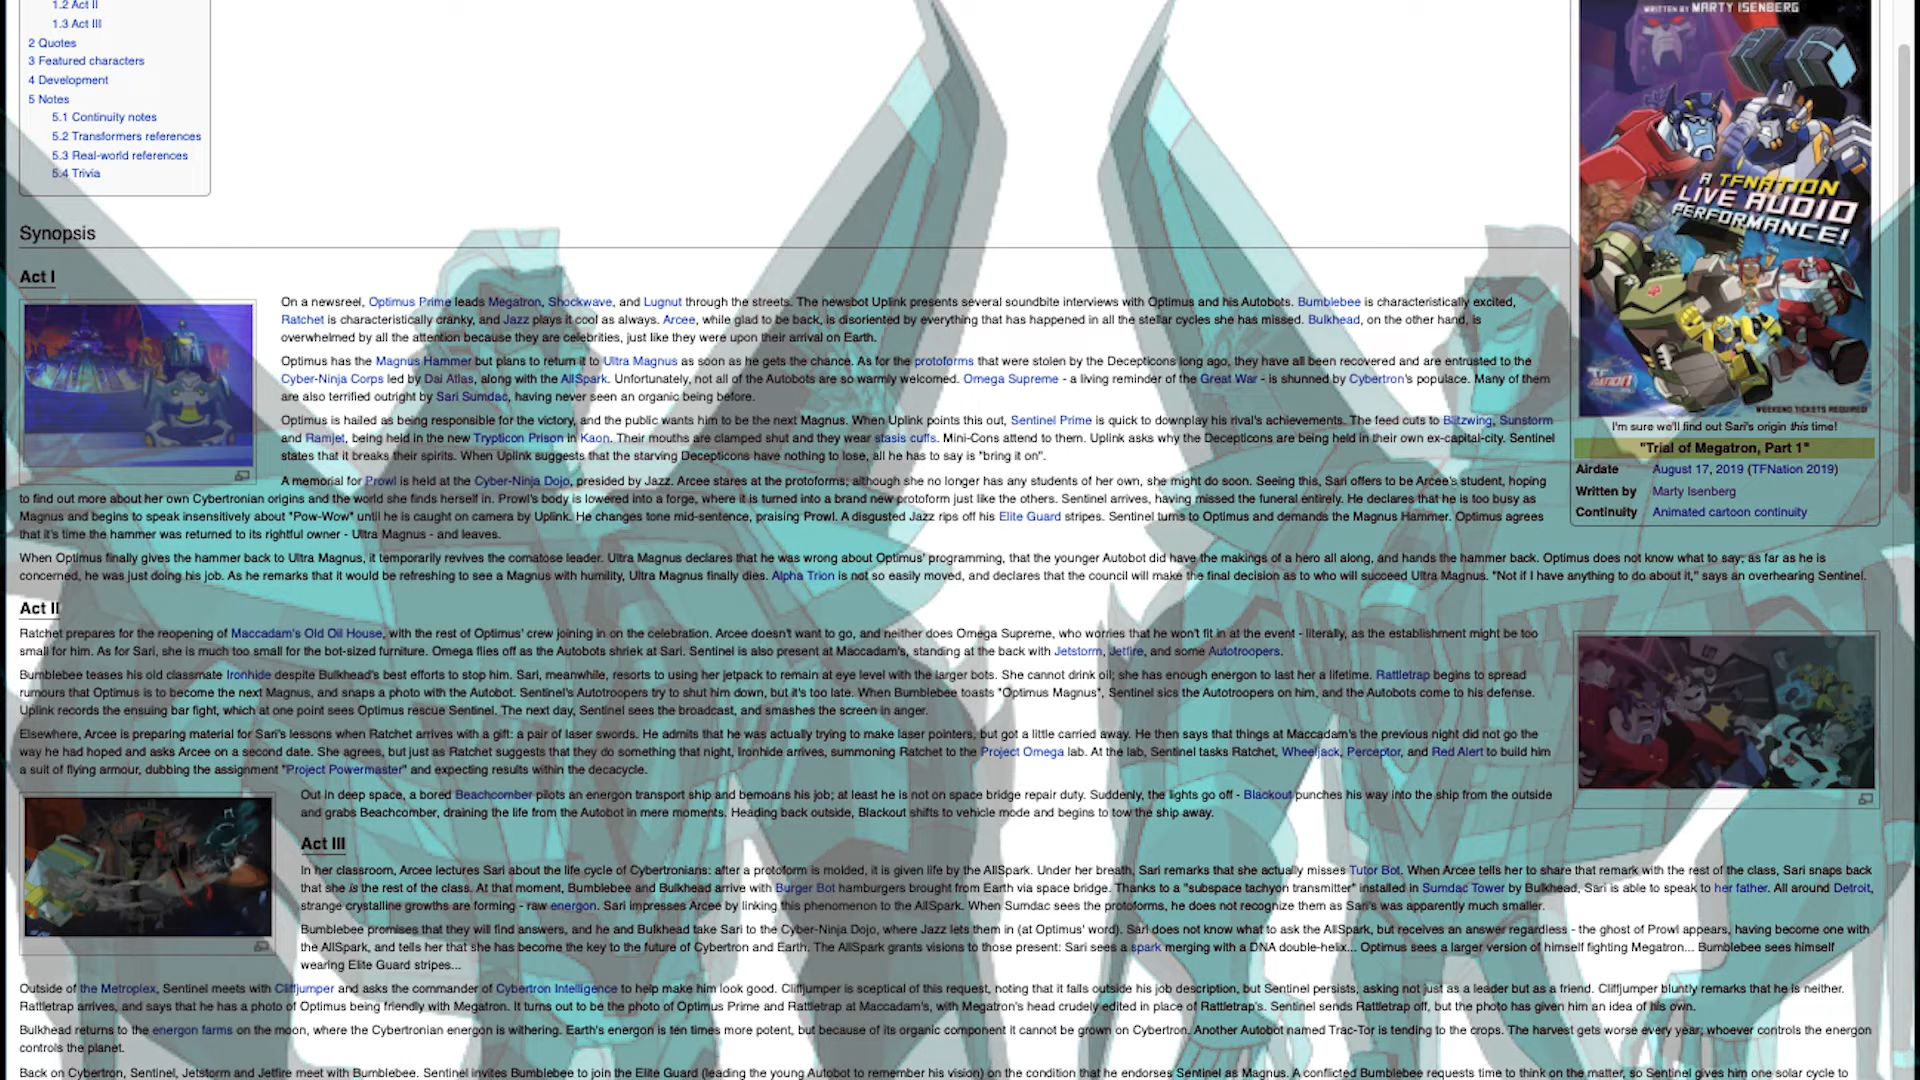 1.2 Act II
1.3 Act III
2 Quotes
3 Featured characters
4 Development
5 Notes
5.1 Continuity notes
5.2 Transformers references
5.3 Real-world references
5.4 Trivia
WRITTEN BY MARTY ISENBERG
A TFNATION
LIVE AUDIO
PERFORMANCE!
TF
NATION
WEEKEND TICKETS REQUIRED!
I'm sure we'll find out Sari's origin this time!
"Trial of Megatron, Part 1"
Airdate August 17, 2019 (TFNation 2019)
Written by Marty Isenberg
Continuity Animated cartoon continuity
Synopsis
Act I
On a newsreel, Optimus Prime leads Megatron, Shockwave, and Lugnut through the streets. The newsbot Uplink presents several soundbite interviews with Optimus and his Autobots. Bumblebee is characteristically excited,
Ratchet is characteristically cranky, and Jazz plays it cool as always. Arcee, while glad to be back, is disoriented by everything that has happened in all the stellar cycles she has missed. Bulkhead, on the other hand, is
overwhelmed by all the attention because they are celebrities, just like they were upon their arrival on Earth.
Optimus has the Magnus Hammer but plans to return it to Ultra Magnus as soon as he gets the chance. As for the protoforms that were stolen by the Decepticons long ago, they have all been recovered and are entrusted to the
Cyber-Ninja Corps led by Dai Atlas, along with the AllSpark. Unfortunately, not all of the Autobots are so warmly welcomed. Omega Supreme - a living reminder of the Great War - is shunned by Cybertron's populace. Many of them
are also terrified outright by Sari Sumdac, having never seen an organic being before.
Optimus is hailed as being responsible for the victory, and the public wants him to be the next Magnus. When Uplink points this out, Sentinel Prime is quick to downplay his rival's achievements. The feed cuts to Blitzwing, Sunstorm
and Ramjet, being held in the new Trypticon Prison in Kaon. Their mouths are clamped shut and they wear stasis cuffs. Mini-Cons attend to them. Uplink asks why the Decepticons are being held in their own ex-capital-city. Sentinel
states that it breaks their spirits. When Uplink suggests that the starving Decepticons have nothing to lose, all he has to say is "bring it on".
A memorial for Prowl is held at the Cyber-Ninja Dojo, presided by Jazz. Arcee stares at the protoforms; although she no longer has any students of her own, she might do soon. Seeing this, Sari offers to be Arcee's student, hoping
to find out more about her own Cybertronian origins and the world she finds herself in. Prowl's body is lowered into a forge, where it is turned into a brand new protoform just like the others. Sentinel arrives, having missed the funeral entirely. He declares that he is too busy as
Magnus and begins to speak insensitively about "Pow-Wow" until he is caught on camera by Uplink. He changes tone mid-sentence, praising Prowl. A disgusted Jazz rips off his Elite Guard stripes. Sentinel turns to Optimus and demands the Magnus Hammer. Optimus agrees
that it's time the hammer was returned to its rightful owner - Ultra Magnus - and leaves.
When Optimus finally gives the hammer back to Ultra Magnus, it temporarily revives the comatose leader. Ultra Magnus declares that he was wrong about Optimus' programming, that the younger Autobot did have the makings of a hero all along, and hands the hammer back. Optimus does not know what to say; as far as he is
concerned, he was just doing his job. As he remarks that it would be refreshing to see a Magnus with humility, Ultra Magnus finally dies. Alpha Trion is not so easily moved, and declares that the council will make the final decision as to who will succeed Ultra Magnus. "Not if I have anything to do about it," says an overhearing Sentinel.
Act II
Ratchet prepares for the reopening of Maccadam's Old Oil House, with the rest of Optimus' crew joining in on the celebration. Arcee doesn't want to go, and neither does Omega Supreme, who worries that he won't fit in at the event - literally, as the establishment might be too
small for him. As for Sari, she is much too small for the bot-sized furniture. Omega flies off as the Autobots shriek at Sari. Sentinel is also present at Maccadam's, standing at the back with Jetstorm, Jetfire, and some Autotroopers.
Bumblebee teases his old classmate Ironhide despite Bulkhead's best efforts to stop him. Sari, meanwhile, resorts to using her jetpack to remain at eye level with the larger bots. She cannot drink oil; she has enough energon to last her a lifetime. Rattletrap begins to spread
rumours that Optimus is to become the next Magnus, and snaps a photo with the Autobot. Sentinel's Autotroopers try to shut him down, but it's too late. When Bumblebee toasts "Optimus Magnus", Sentinel sics the Autotroopers on him, and the Autobots come to his defense.
Uplink records the ensuing bar fight, which at one point sees Optimus rescue Sentinel. The next day, Sentinel sees the broadcast, and smashes the screen in anger.
Elsewhere, Arcee is preparing material for Sari's lessons when Ratchet arrives with a gift: a pair of laser swords. He admits that he was actually trying to make laser pointers, but got a little carried away. He then says that things at Maccadam's the previous night did not go the
way he had hoped and asks Arcee on a second date. She agrees, but just as Ratchet suggests that they do something that night, Ironhide arrives, summoning Ratchet to the Project Omega lab. At the lab, Sentinel tasks Ratchet, Wheeljack, Perceptor, and Red Alert to build him
a suit of flying armour, dubbing the assignment "Project Powermaster" and expecting results within the decacycle.
Out in deep space, a bored Beachcomber pilots an energon transport ship and bemoans his job; at least he is not on space bridge repair duty. Suddenly, the lights go off - Blackout punches his way into the ship from the outside
and grabs Beachcomber, draining the life from the Autobot in mere moments. Heading back outside, Blackout shifts to vehicle mode and begins to tow the ship away.
Act III
In her classroom, Arcee lectures Sari about the life cycle of Cybertronians: after a protoform is molded, it is given life by the AllSpark. Under her breath, Sari remarks that she actually misses Tutor Bot. When Arcee tells her to share that remark with the rest of the class, Sari snaps back
that she is the rest of the class. At that moment, Bumblebee and Bulkhead arrive with Burger Bot hamburgers brought from Earth via space bridge. Thanks to a "subspace tachyon transmitter" installed in Sumdac Tower by Bulkhead, Sari is able to speak to her father. All around Detroit,
strange crystalline growths are forming - raw energon. Sari impresses Arcee by linking this phenomenon to the AllSpark. When Sumdac sees the protoforms, he does not recognize them as Sari's was apparently much smaller.
Bumblebee promises that they will find answers, and he and Bulkhead take Sari to the Cyber-Ninja Dojo, where Jazz lets them in (at Optimus' word). Sari does not know what to ask the AllSpark, but receives an answer regardless - the ghost of Prowl appears, having become one with
the AllSpark, and tells her that she has become the key to the future of Cybertron and Earth. The AllSpark grants visions to those present: Sari sees a spark merging with a DNA double-helix... Optimus sees a larger version of himself fighting Megatron... Bumblebee sees himself
wearing Elite Guard stripes...
Outside of the Metroplex, Sentinel meets with Cliffjumper and asks the commander of Cybertron Intelligence to help make him look good. Cliffjumper is sceptical of this request, noting that it falls outside his job description, but Sentinel persists, asking not just as a leader but as a friend. Cliffjumper bluntly remarks that he is neither.
Rattletrap arrives, and says that he has a photo of Optimus being friendly with Megatron. It turns out to be the photo of Optimus Prime and Rattletrap at Maccadam's, with Megatron's head crudely edited in place of Rattletrap's. Sentinel sends Rattletrap off, but the photo has given him an idea of his own.
Bulkhead returns to the energon farms on the moon, where the Cybertronian energon is withering. Earth's energon is ten times more potent, but because of its organic component it cannot be grown on Cybertron. Another Autobot named Trac-Tor is tending to the crops. The harvest gets worse every year; whoever controls the energon
controls the planet.
Back on Cybertron, Sentinel, Jetstorm and Jetfire meet with Bumblebee. Sentinel invites Bumblebee to join the Elite Guard (leading the young Autobot to remember his vision) on the condition that he endorses Sentinel as Magnus. A conflicted Bumblebee requests time to think on the matter, so Sentinel gives him one solar cycle to